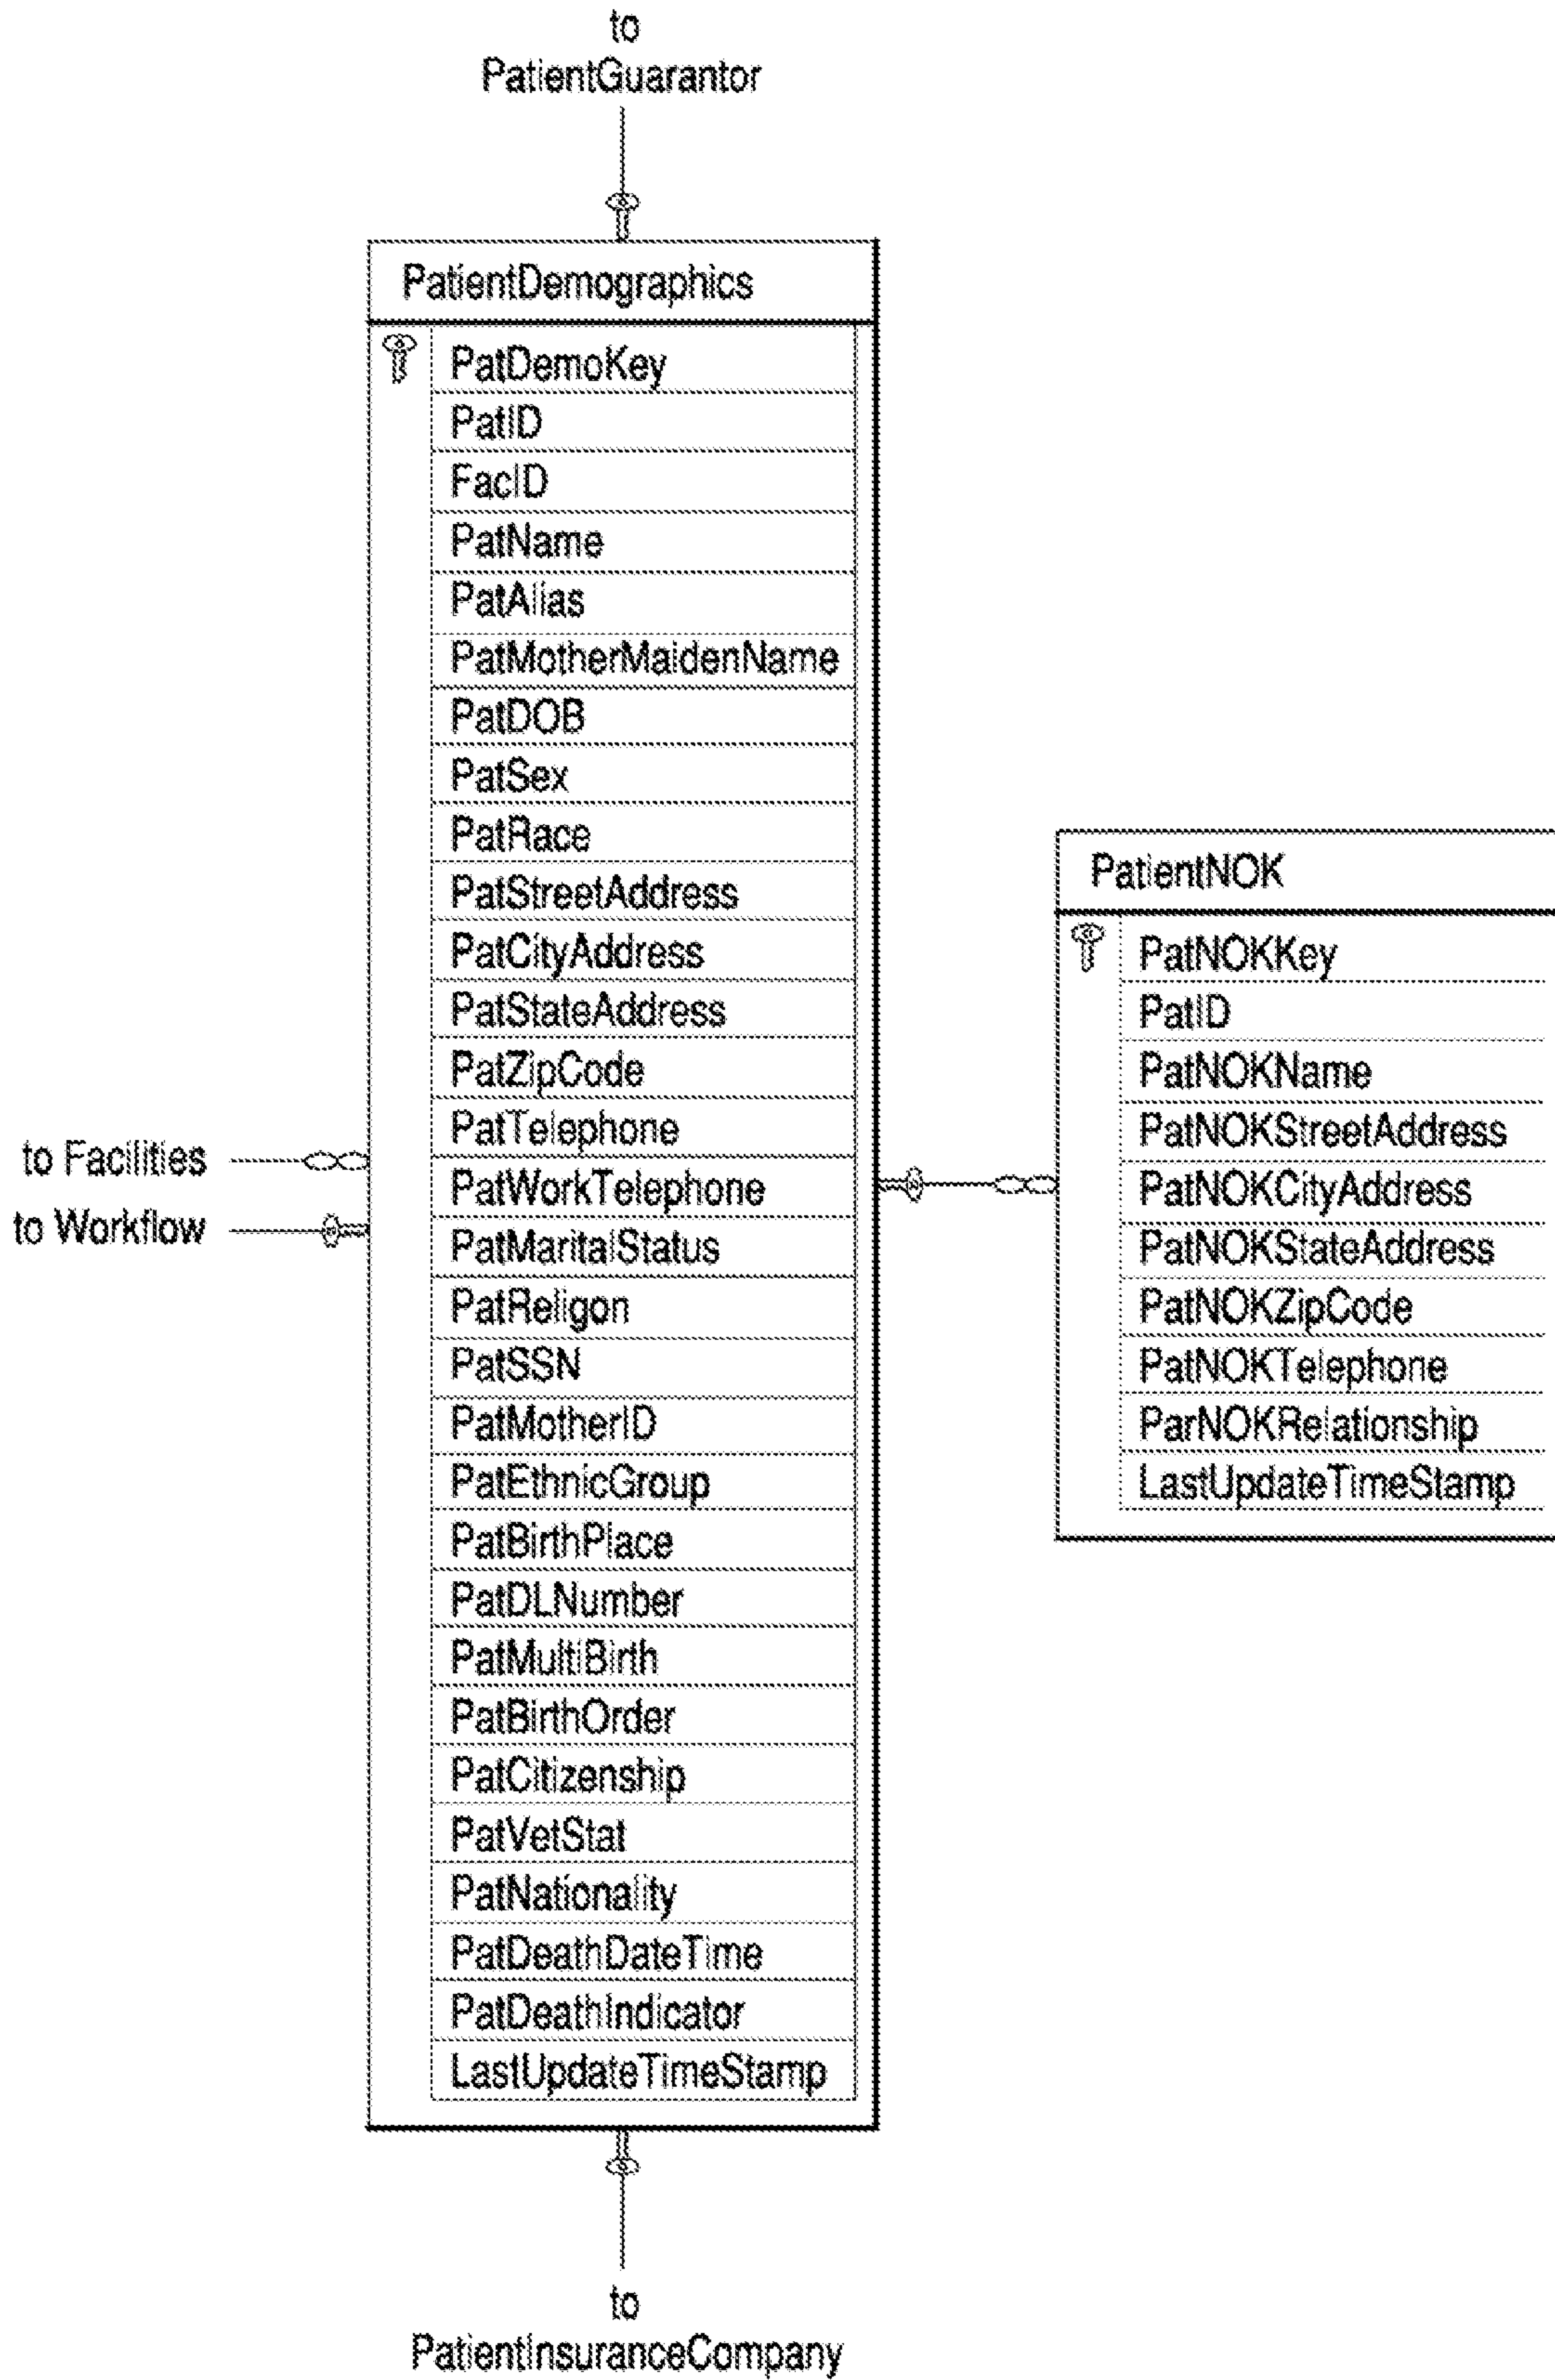 to
PatientGuarantor
PatientDemographics
PatDemoKey
PatID
FacID
PatName
PatAlias
PatMotherMaidenName
PatDOB
PatSex
PatRace
PatStreetAddress
PatCityAddress
PatStateAddress
PatZipCode
PatTelephone
PatWorkTelephone
PatMaritalStatus
PatReligon
PatSSN
PatMotherID
PatEthnicGroup
PatBirthPlace
PatDLNumber
PatMultiBirth
PatBirthOrder
PatCitizenship
PatVetStat
PatNationality
PatDeathDateTime
PatDeathIndicator
LastUpdateTimeStamp
to Facilities
to Workflow
PatientNOK
PatNOKKey
PatID
PatNOKName
PatNOKStreetAddress
PatNOKCityAddress
PatNOKStateAddress
PatNOKZipCode
PatNOKTelephone
ParNOKRelationship
LastUpdateTimeStamp
to
PatientInsuranceCompany